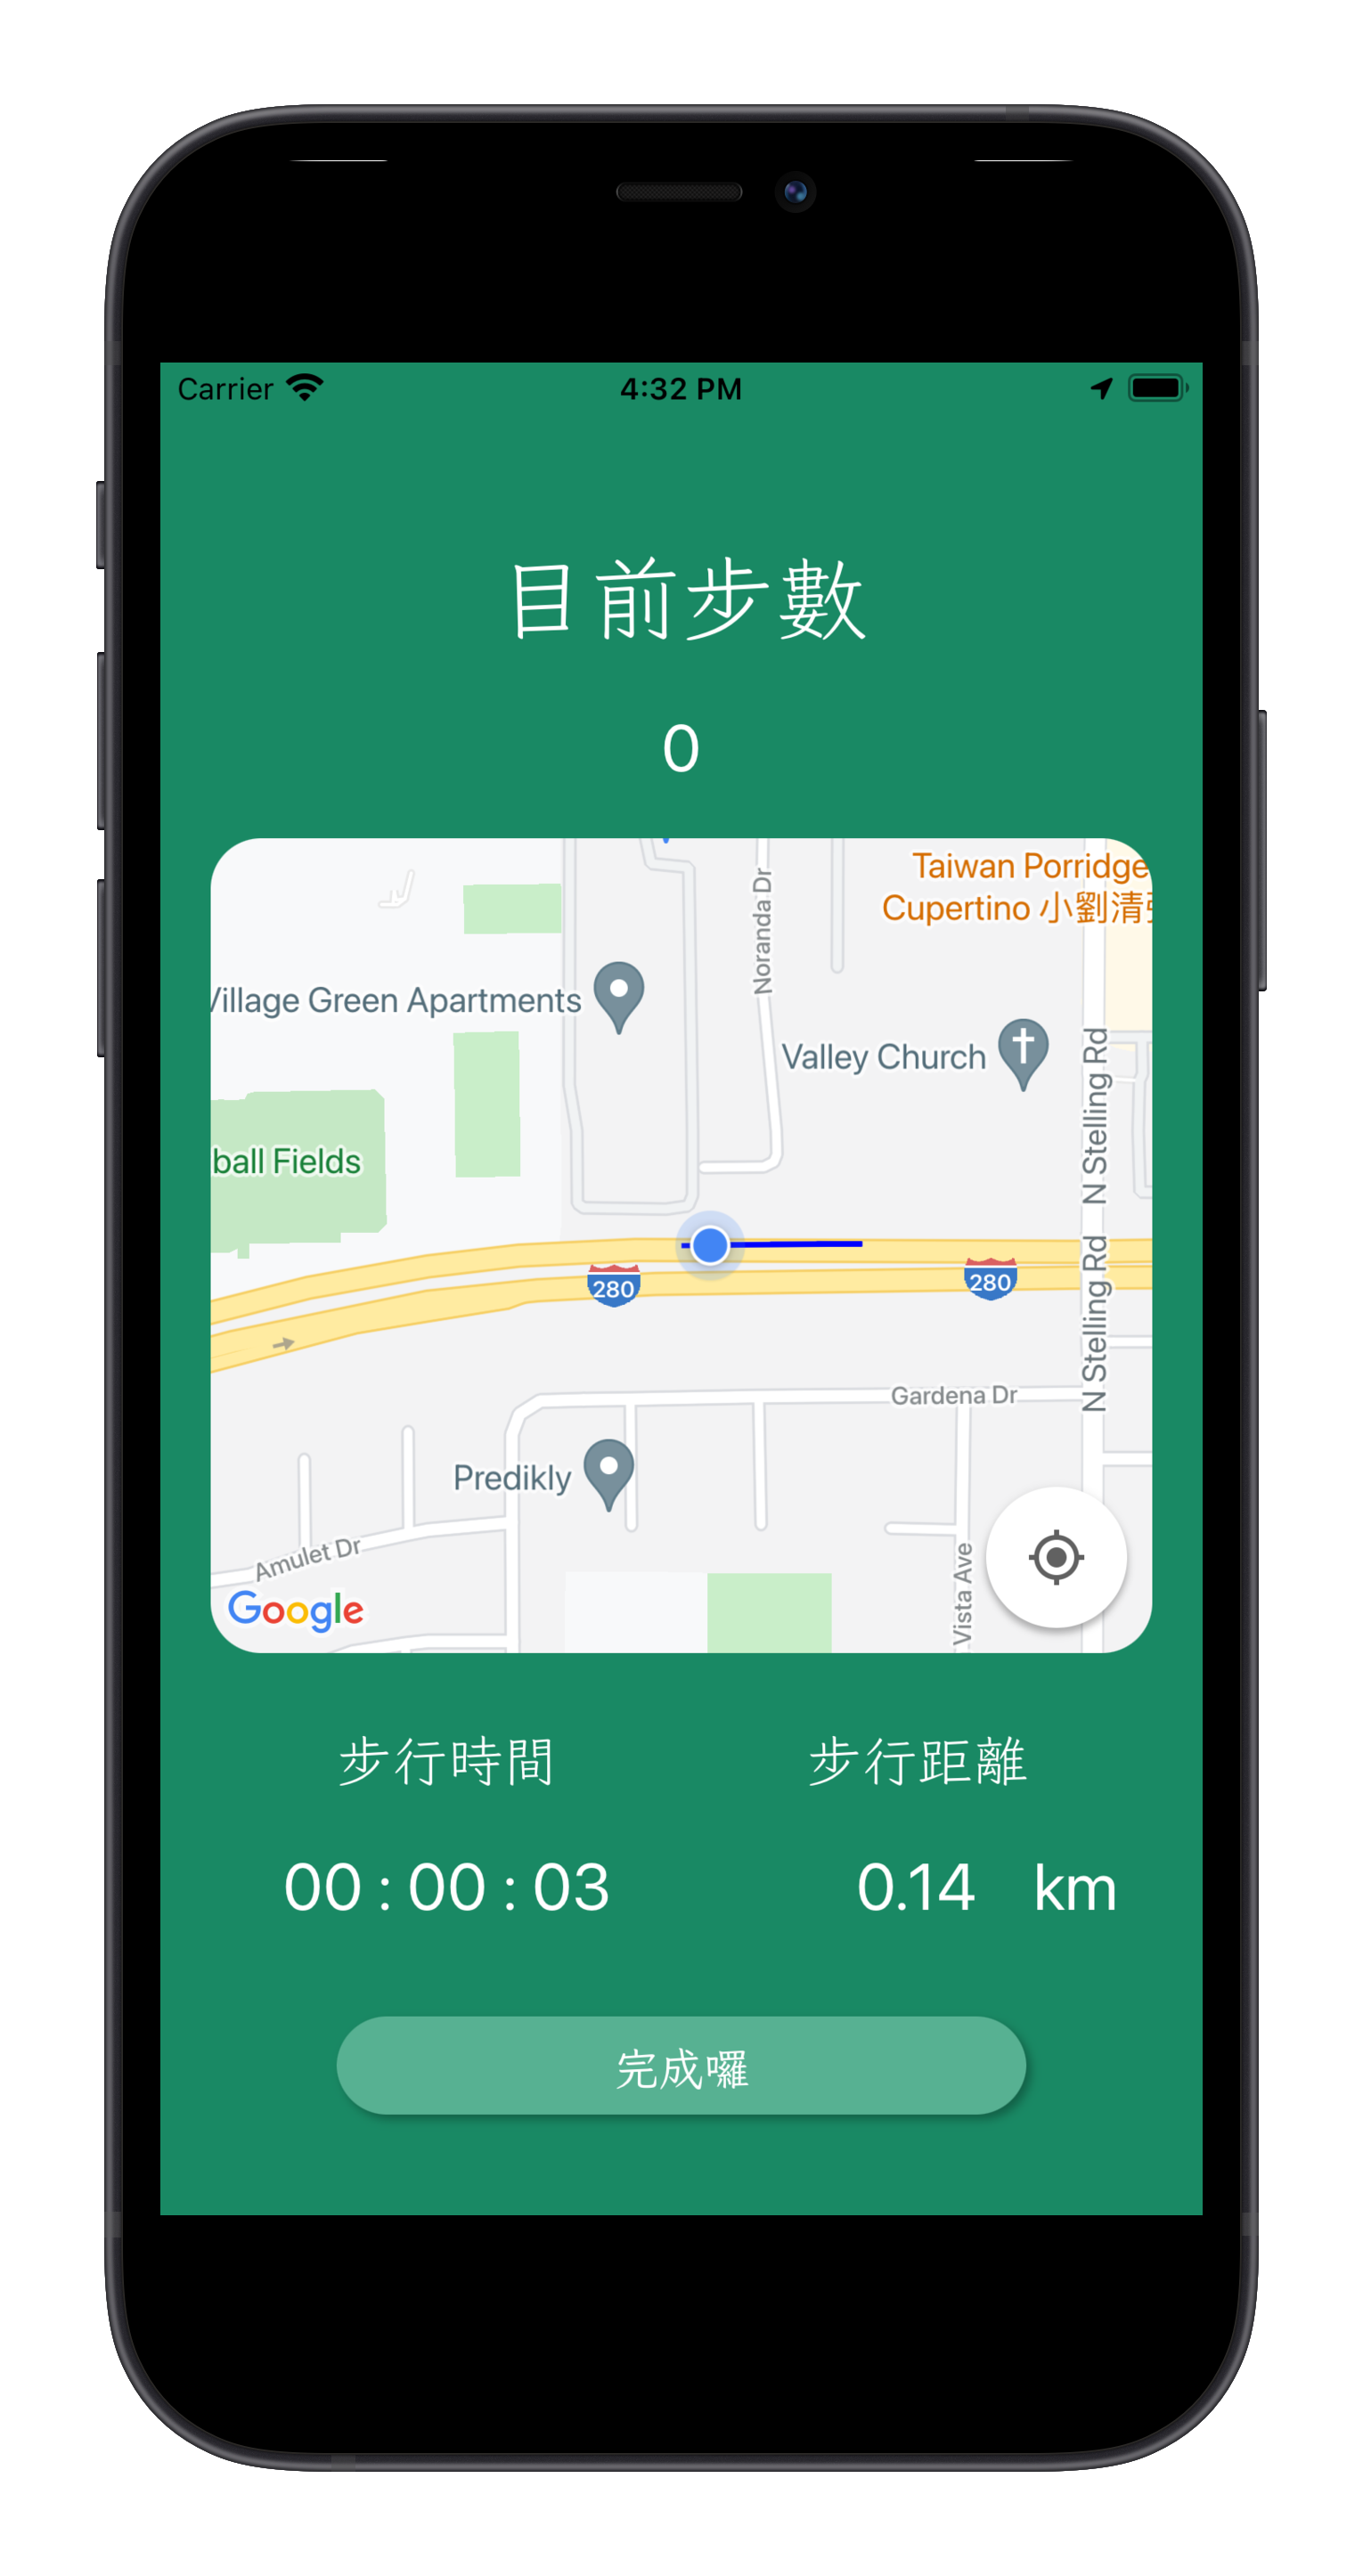 Carrier
4:32 PM
目前步數
0
Taiwan Porridge
Cupertino 小劉清
Noranda Dr
Village Green Apartments
Valley Church
N Stelling Rd
ball Fields
280
280
N Stelling Rd
Gardena Dr
Predikly
Amulet Dr
Vista Ave
Google
步行時間
步行距離
00 : 00 : 03
0.14 km
完成囉